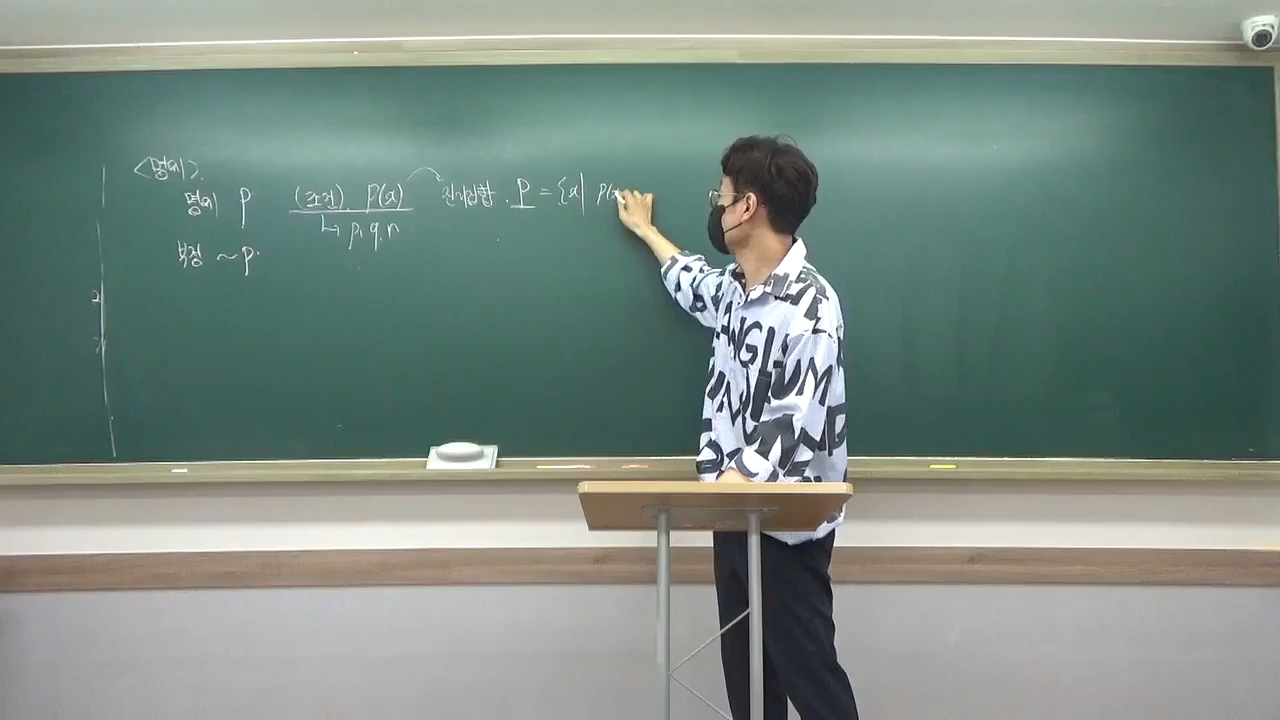 <명제>.
명제 p (조건). P(x) 진리집합. P = {x| P(x
↳ p, q, r
부정 ~p